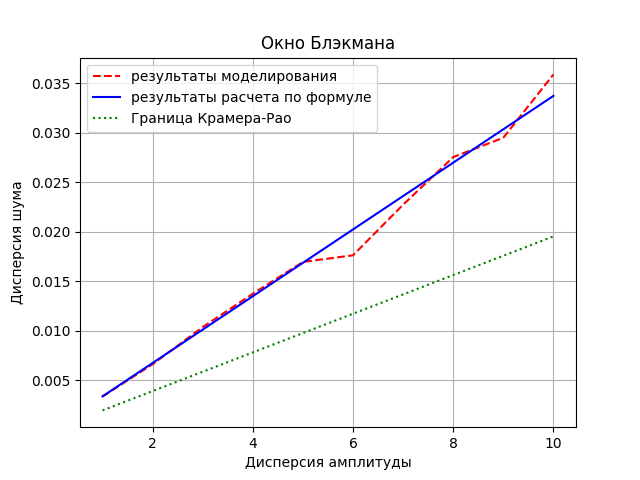 Окно Блэкмана
результаты моделирования
результаты расчета по формуле
Граница Крамера-Рао
0.035
0.030
0.025
0.020
0.015
0.010
0.005
Дисперсия шума
2 4 6 8 10
Дисперсия амплитуды